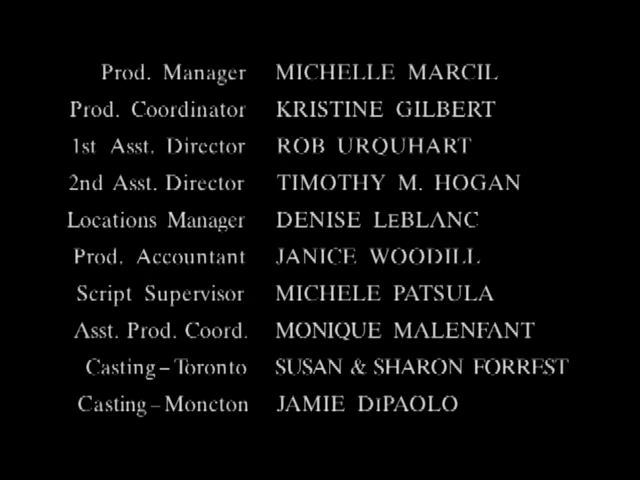 Prod. Manager MICHELLE MARCIL
Prod. Coordinator KRISTINE GILBERT
1st Asst. Director ROB URQUHART
2nd Asst. Director TIMOTHY M. HOGAN
Locations Manager DENISE LEBLANC
Prod. Accountant JANICE WOODILL
Script Supervisor MICHELE PATSULA
Asst. Prod. Coord. MONIQUE MALENFANT
Casting – Toronto SUSAN & SHARON FORREST
Casting – Moncton JAMIE DIPAOLO